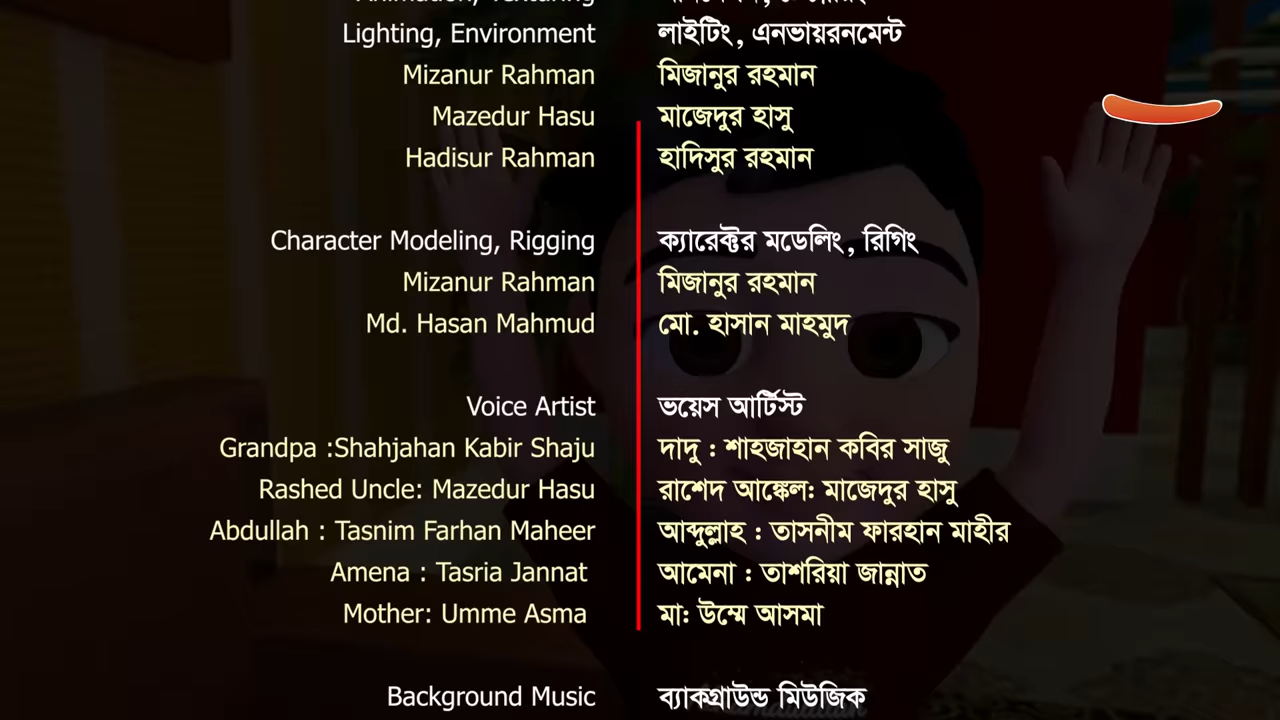 Lighting, Environment লাইটিং, এনভায়রনমেন্ট
Mizanur Rahman মিজানুর রহমান
Mazedur Hasu মাজেদুর হাসু
Hadisur Rahman হাদিসুর রহমান
Character Modeling, Rigging ক্যারেক্টর মডেলিং, রিগিং
Mizanur Rahman মিজানুর রহমান
Md. Hasan Mahmud মো. হাসান মাহমুদ
Voice Artist ভয়েস আর্টিস্ট
Grandpa :Shahjahan Kabir Shaju দাদু : শাহজাহান কবির সাজু
Rashed Uncle: Mazedur Hasu রাশেদ আঙ্কেল: মাজেদুর হাসু
Abdullah : Tasnim Farhan Maheer আব্দুল্লাহ : তাসনীম ফারহান মাহীর
Amena : Tasria Jannat আমেনা : তাশরিয়া জান্নাত
Mother: Umme Asma মা: উম্মে আসমা
Background Music ব্যাকগ্রাউন্ড মিউজিক